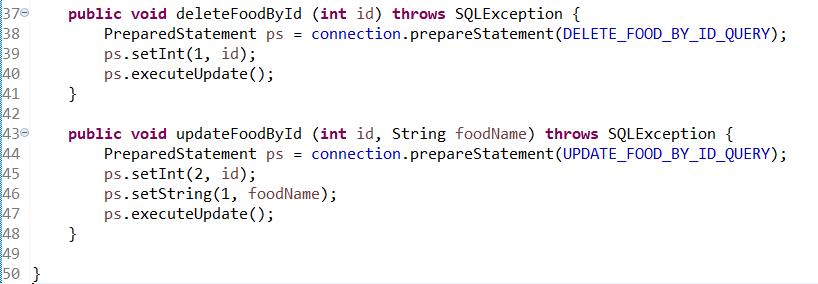 37 public void deleteFoodById (int id) throws SQLException {
38 PreparedStatement ps = connection.prepareStatement(DELETE_FOOD_BY_ID_QUERY);
39 ps.setInt(1, id);
40 ps.executeUpdate();
41 }
42
43 public void updateFoodById (int id, String foodName) throws SQLException {
44 PreparedStatement ps = connection.prepareStatement(UPDATE_FOOD_BY_ID_QUERY);
45 ps.setInt(2, id);
46 ps.setString(1, foodName);
47 ps.executeUpdate();
48 }
49
50 }